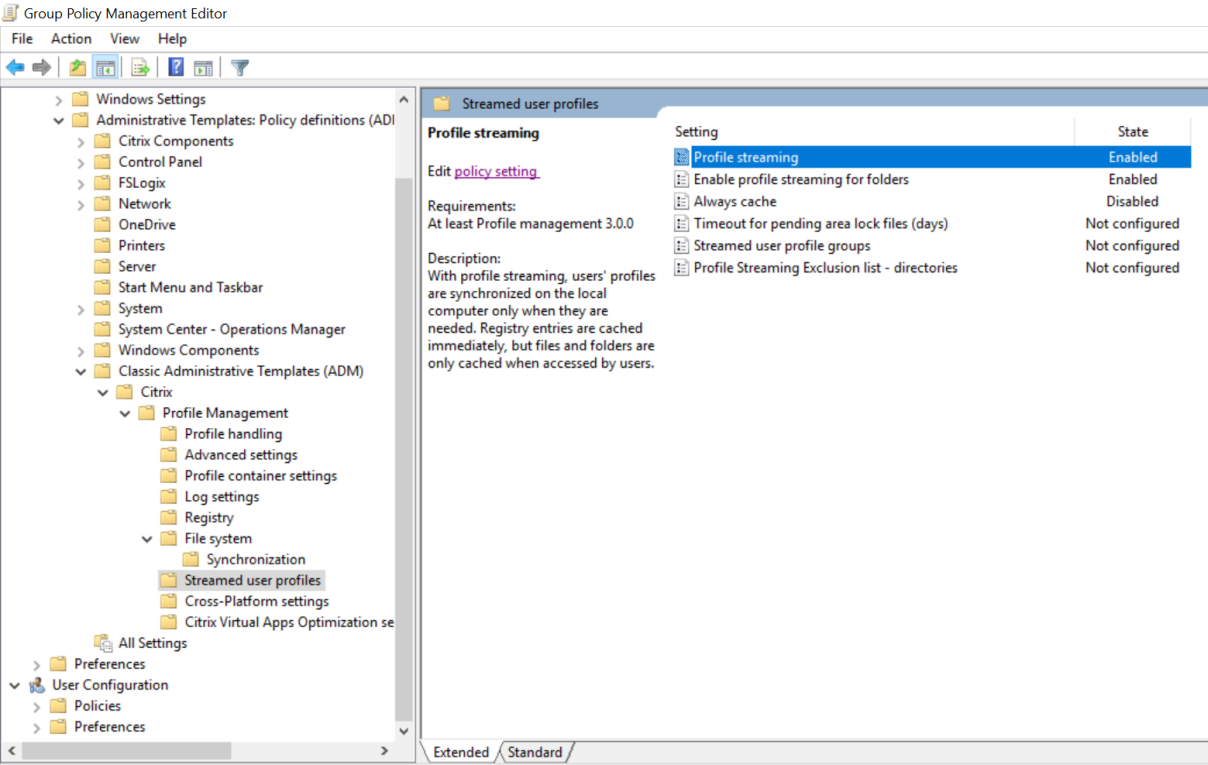 Group Policy Management Editor
File Action View Help
Windows Settings
Administrative Templates: Policy definitions (ADI
Citrix Components
Control Panel
FSLogix
Network
OneDrive
Printers
Server
Start Menu and Taskbar
System
System Center - Operations Manager
Windows Components
Classic Administrative Templates (ADM)
Citrix
Profile Management
Profile handling
Advanced settings
Profile container settings
Log settings
Registry
File system
Synchronization
Streamed user profiles
Cross-Platform settings
Citrix Virtual Apps Optimization se
All Settings
Preferences
User Configuration
Policies
Preferences
Streamed user profiles
Profile streaming
Edit policy setting
Requirements:
At least Profile management 3.0.0
Description:
With profile streaming, users' profiles
are synchronized on the local
computer only when they are
needed. Registry entries are cached
immediately, but files and folders are
only cached when accessed by users.
Setting State
Profile streaming Enabled
Enable profile streaming for folders Enabled
Always cache Disabled
Timeout for pending area lock files (days) Not configured
Streamed user profile groups Not configured
Profile Streaming Exclusion list - directories Not configured
Extended Standard